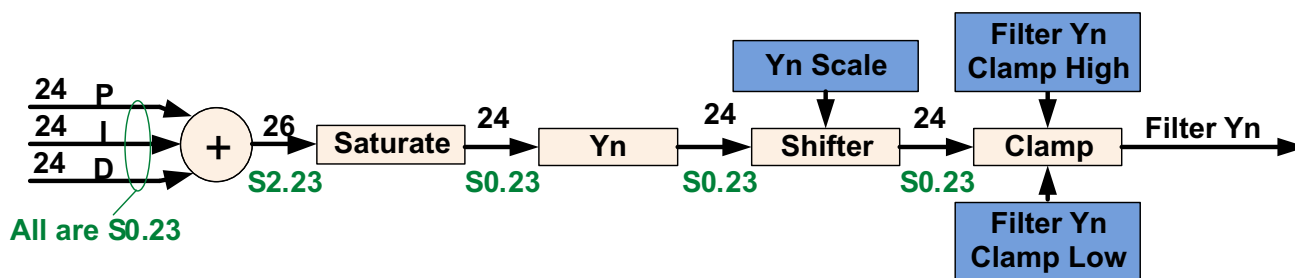 Filter Yn
Clamp High
Yn Scale
24 P
24 I
24 D
+
26
Saturate
24
Yn
24
Shifter
24
Clamp
Filter Yn
S2.23
S0.23
S0.23
S0.23
All are S0.23
Filter Yn
Clamp Low